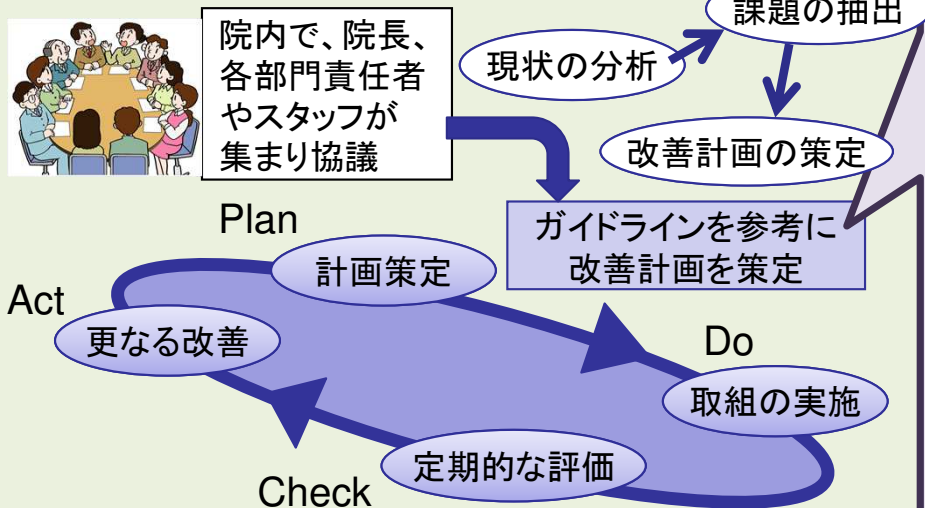 院内で、院長、
各部門責任者
やスタッフが
集まり協議
課題の抽出
現状の分析
改善計画の策定
ガイドラインを参考に
改善計画を策定
Plan
計画策定
Act
更なる改善
Do
取組の実施
定期的な評価
Check